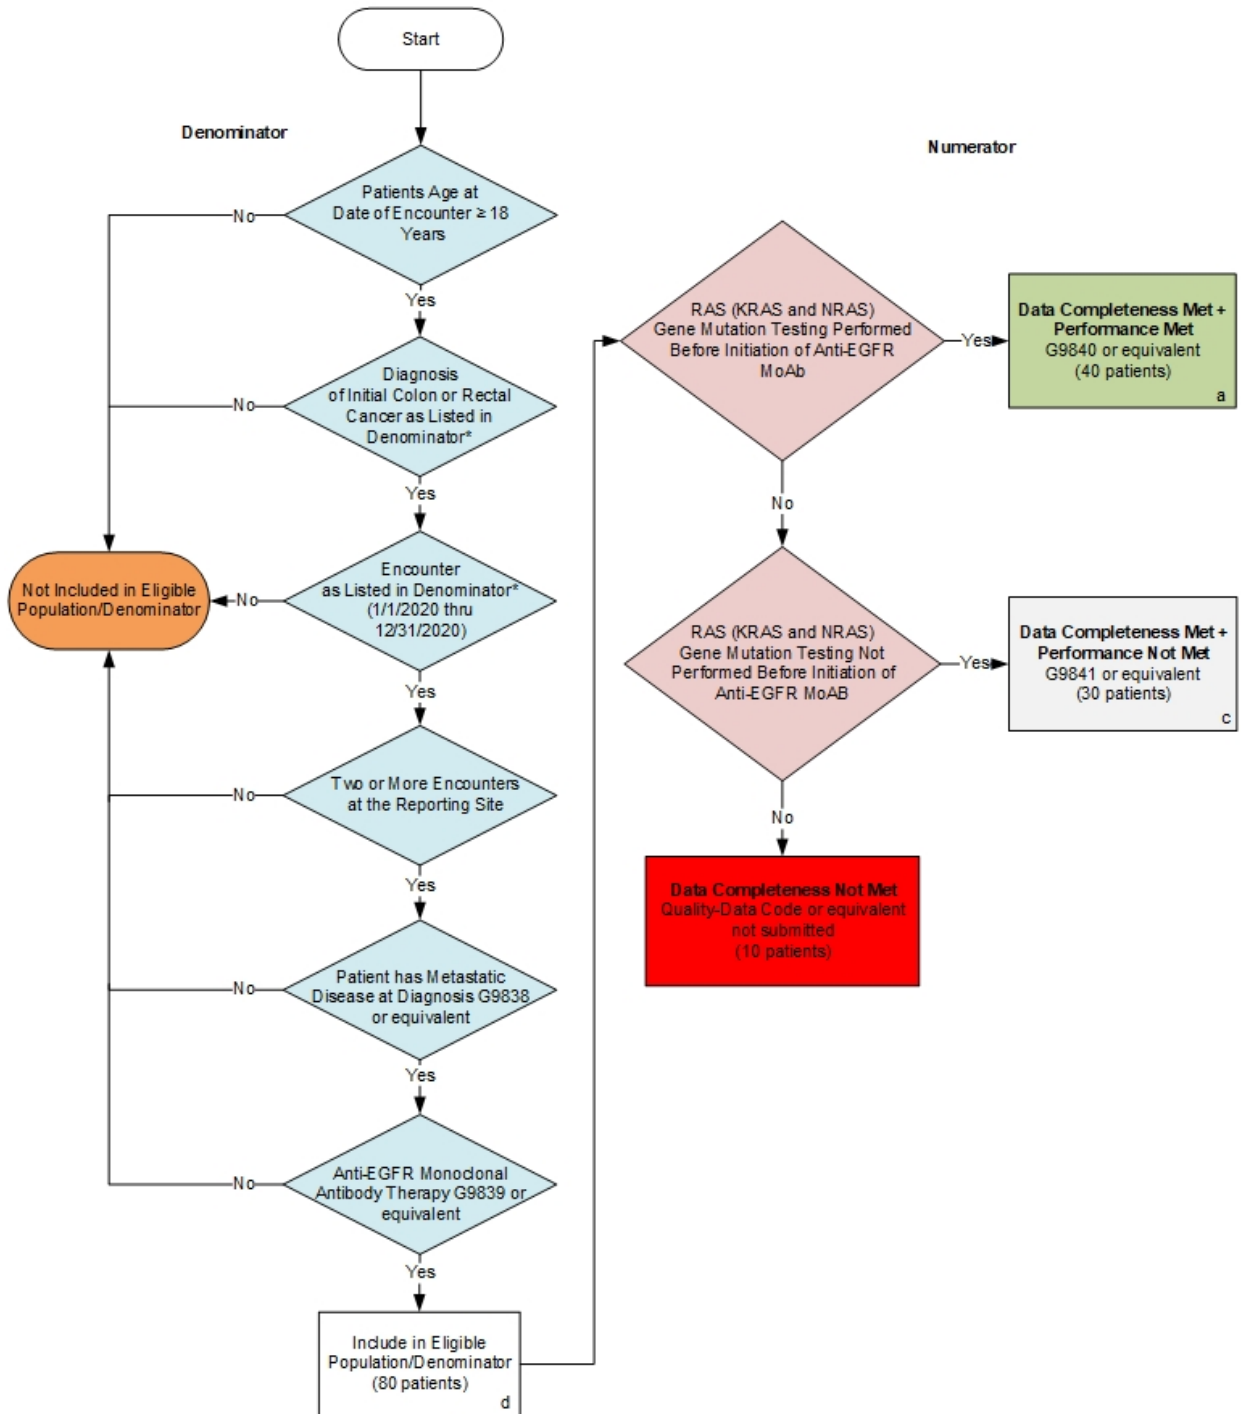 Start
Denominator
Patients Age at
Date of Encounter ≥ 18
Years
No
Yes
Diagnosis
of Initial Colon or Rectal
Cancer as Listed in
Denominator*
No
Yes
Encounter
as Listed in Denominator*
(1/1/2020 thru
12/31/2020)
No
Not Included in Eligible
Population/Denominator
Yes
Two or More Encounters
at the Reporting Site
No
Yes
Patient has Metastatic
Disease at Diagnosis G9838
or equivalent
No
Yes
Anti-EGFR Monoclonal
Antibody Therapy G9839 or
equivalent
No
Yes
Include in Eligible
Population/Denominator
(80 patients)
d
Numerator
RAS (KRAS and NRAS)
Gene Mutation Testing Performed
Before Initiation of Anti-EGFR
MoAb
Yes
Data Completeness Met +
Performance Met
G9840 or equivalent
(40 patients)
a
No
RAS (KRAS and NRAS)
Gene Mutation Testing Not
Performed Before Initiation of
Anti-EGFR MoAB
Yes
Data Completeness Met +
Performance Not Met
G9841 or equivalent
(30 patients)
c
No
Data Completeness Not Met
Quality-Data Code or equivalent
not submitted
(10 patients)